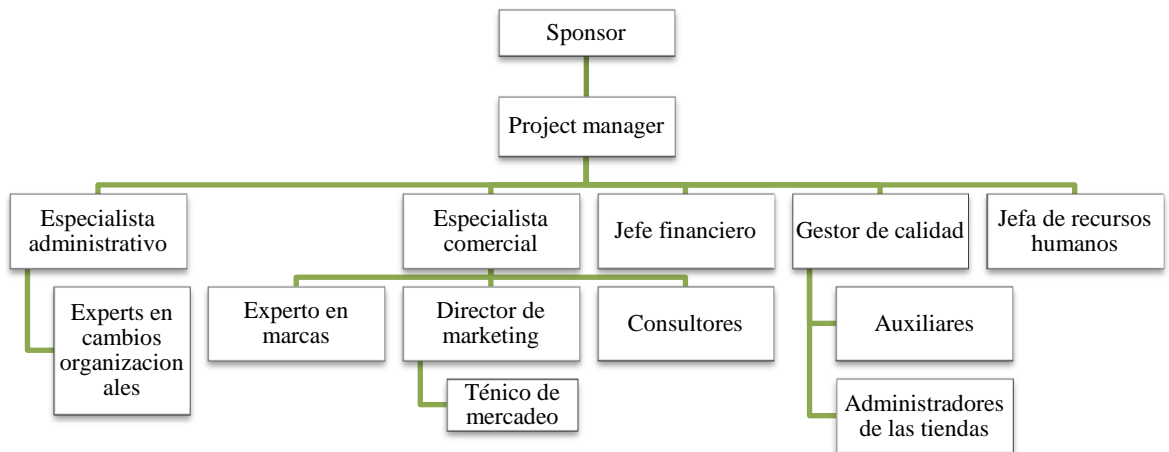 Sponsor
Project manager
Especialista
administrativo
Especialista
comercial
Jefe financiero
Gestor de calidad
Jefa de recursos
humanos
Experts en
cambios
organizacion
ales
Experto en
marcas
Director de
marketing
Consultores
Auxiliares
Ténico de
mercadeo
Administradores
de las tiendas